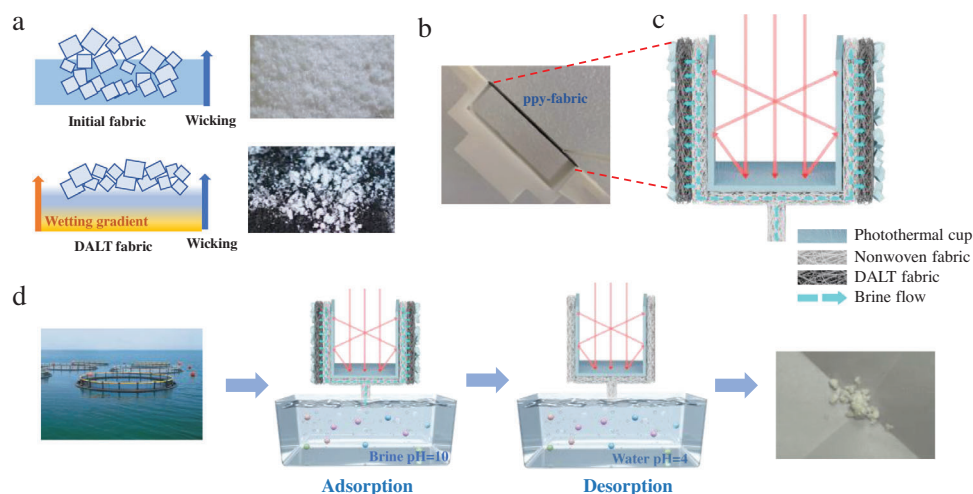 a
Initial fabric
Wicking
Wetting gradient
DALT fabric
Wicking
b
ppy-fabric
c
Photothermal cup
Nonwoven fabric
DALT fabric
Brine flow
d
Brine pH=10
Adsorption
Water pH=4
Desorption